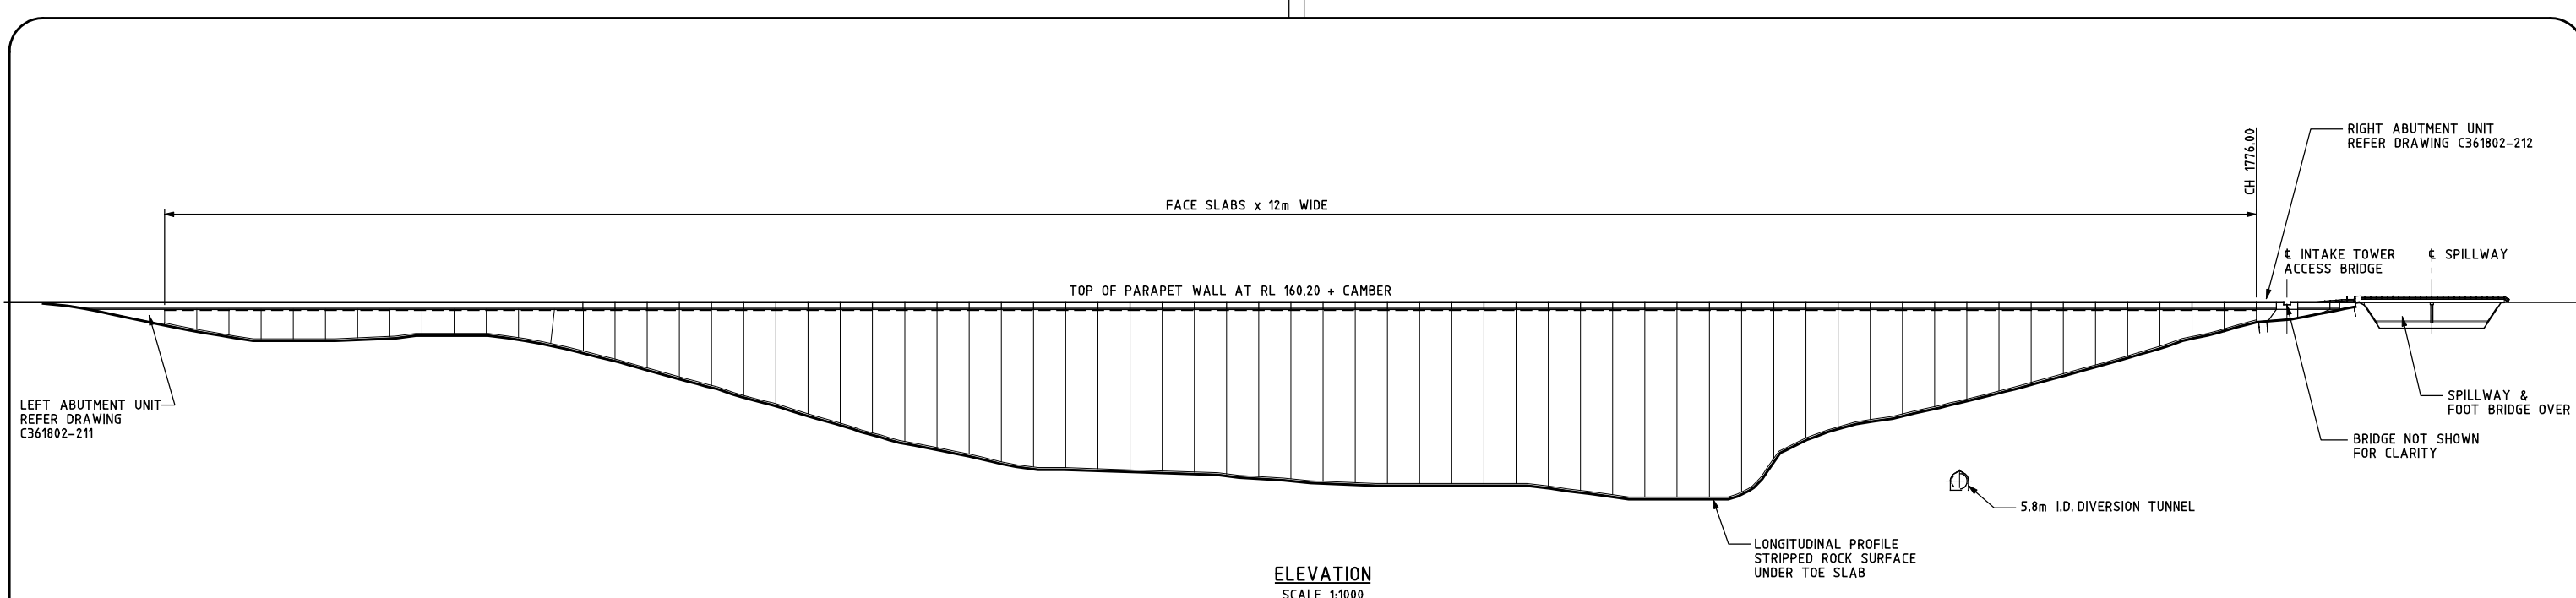 RIGHT ABUTMENT UNIT
REFER DRAWING C361802-212
CH 1776.00
FACE SLABS x 12m WIDE
℄ INTAKE TOWER
ACCESS BRIDGE
℄ SPILLWAY
TOP OF PARAPET WALL AT RL 160.20 + CAMBER
LEFT ABUTMENT UNIT
REFER DRAWING
C361802-211
SPILLWAY &
FOOT BRIDGE OVER
BRIDGE NOT SHOWN
FOR CLARITY
5.8m I.D. DIVERSION TUNNEL
LONGITUDINAL PROFILE
STRIPPED ROCK SURFACE
UNDER TOE SLAB
ELEVATION
SCALE 1:1000